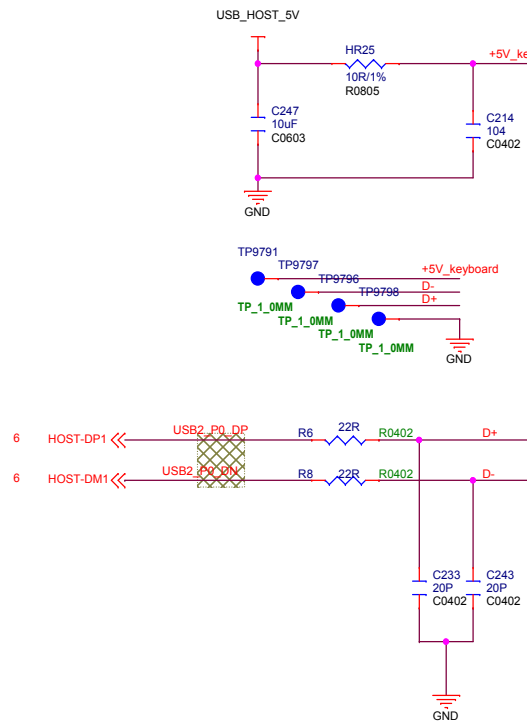 USB_HOST_5V
HR25
+5V_ke
10R/1%
R0805
C247
10uF
C0603
C214
104
C0402
GND
TP9791
TP9797
TP9796
TP9798
+5V_keyboard
D-
D+
TP_1_0MM
TP_1_0MM
TP_1_0MM
TP_1_0MM
GND
6 HOST-DP1 USB2_P0_DP R6 22R R0402 D+
6 HOST-DM1 USB2_P0_DN R8 22R R0402 D-
C233
20P
C0402
C243
20P
C0402
GND